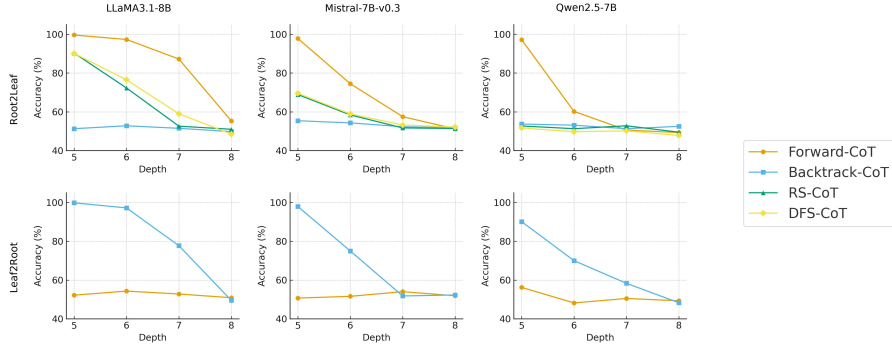 LLaMA3.1-8B
Mistral-7B-v0.3
Qwen2.5-7B
Root2Leaf
Accuracy (%)
100
80
60
40
5 6 7 8
Depth
Accuracy (%)
100
80
60
40
5 6 7 8
Depth
Accuracy (%)
100
80
60
40
5 6 7 8
Depth
Leaf2Root
Accuracy (%)
100
80
60
40
5 6 7 8
Depth
Accuracy (%)
100
80
60
40
5 6 7 8
Depth
Accuracy (%)
100
80
60
40
5 6 7 8
Depth
Forward-CoT
Backtrack-CoT
RS-CoT
DFS-CoT